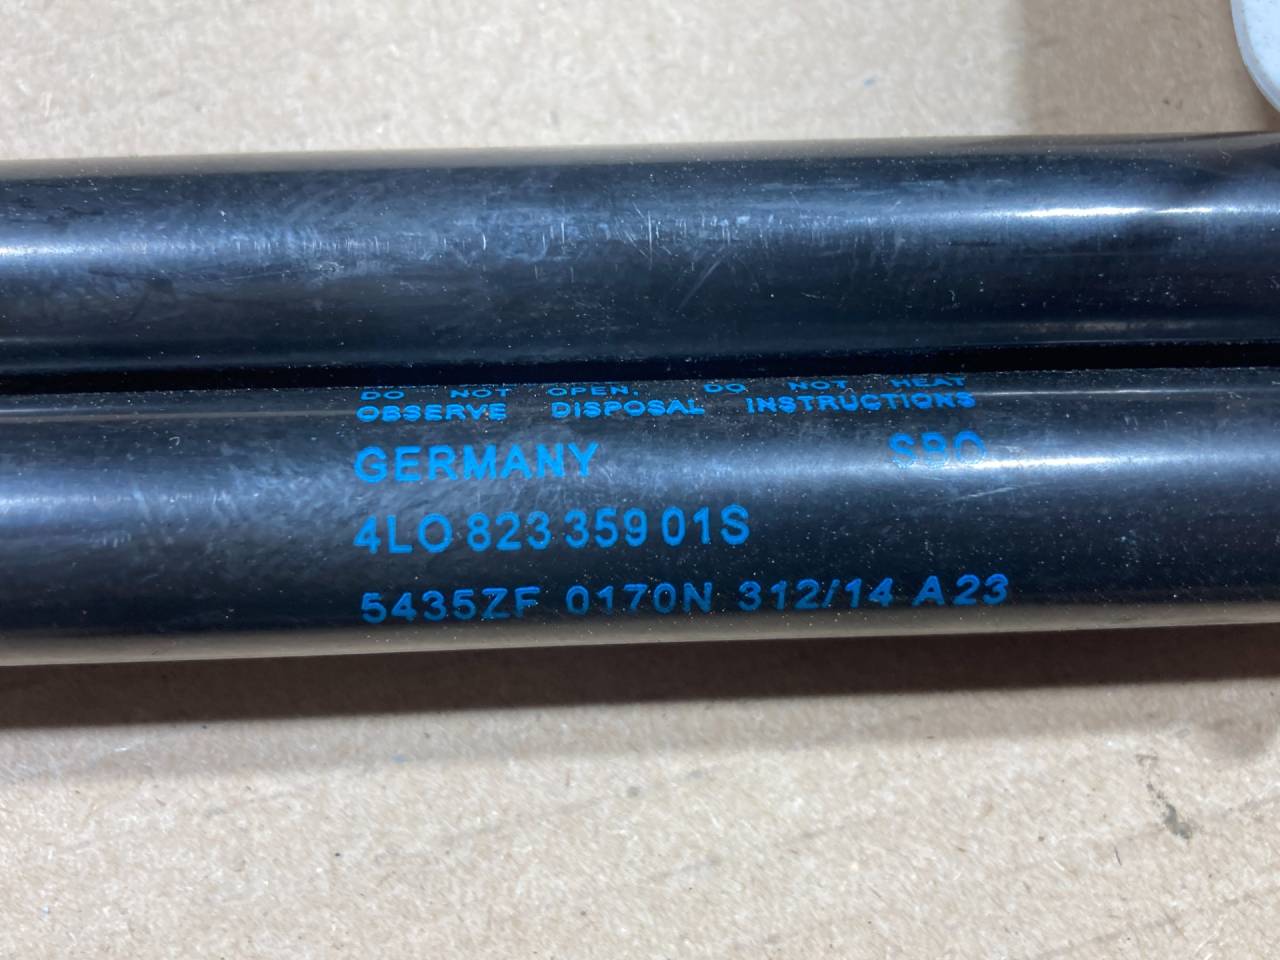 DO NOT OPEN. DO NOT HEAT
OBSERVE DISPOSAL INSTRUCTIONS
GERMANY SBO
4LO 823 359 01S
5435ZF 0170N 312/14 A23